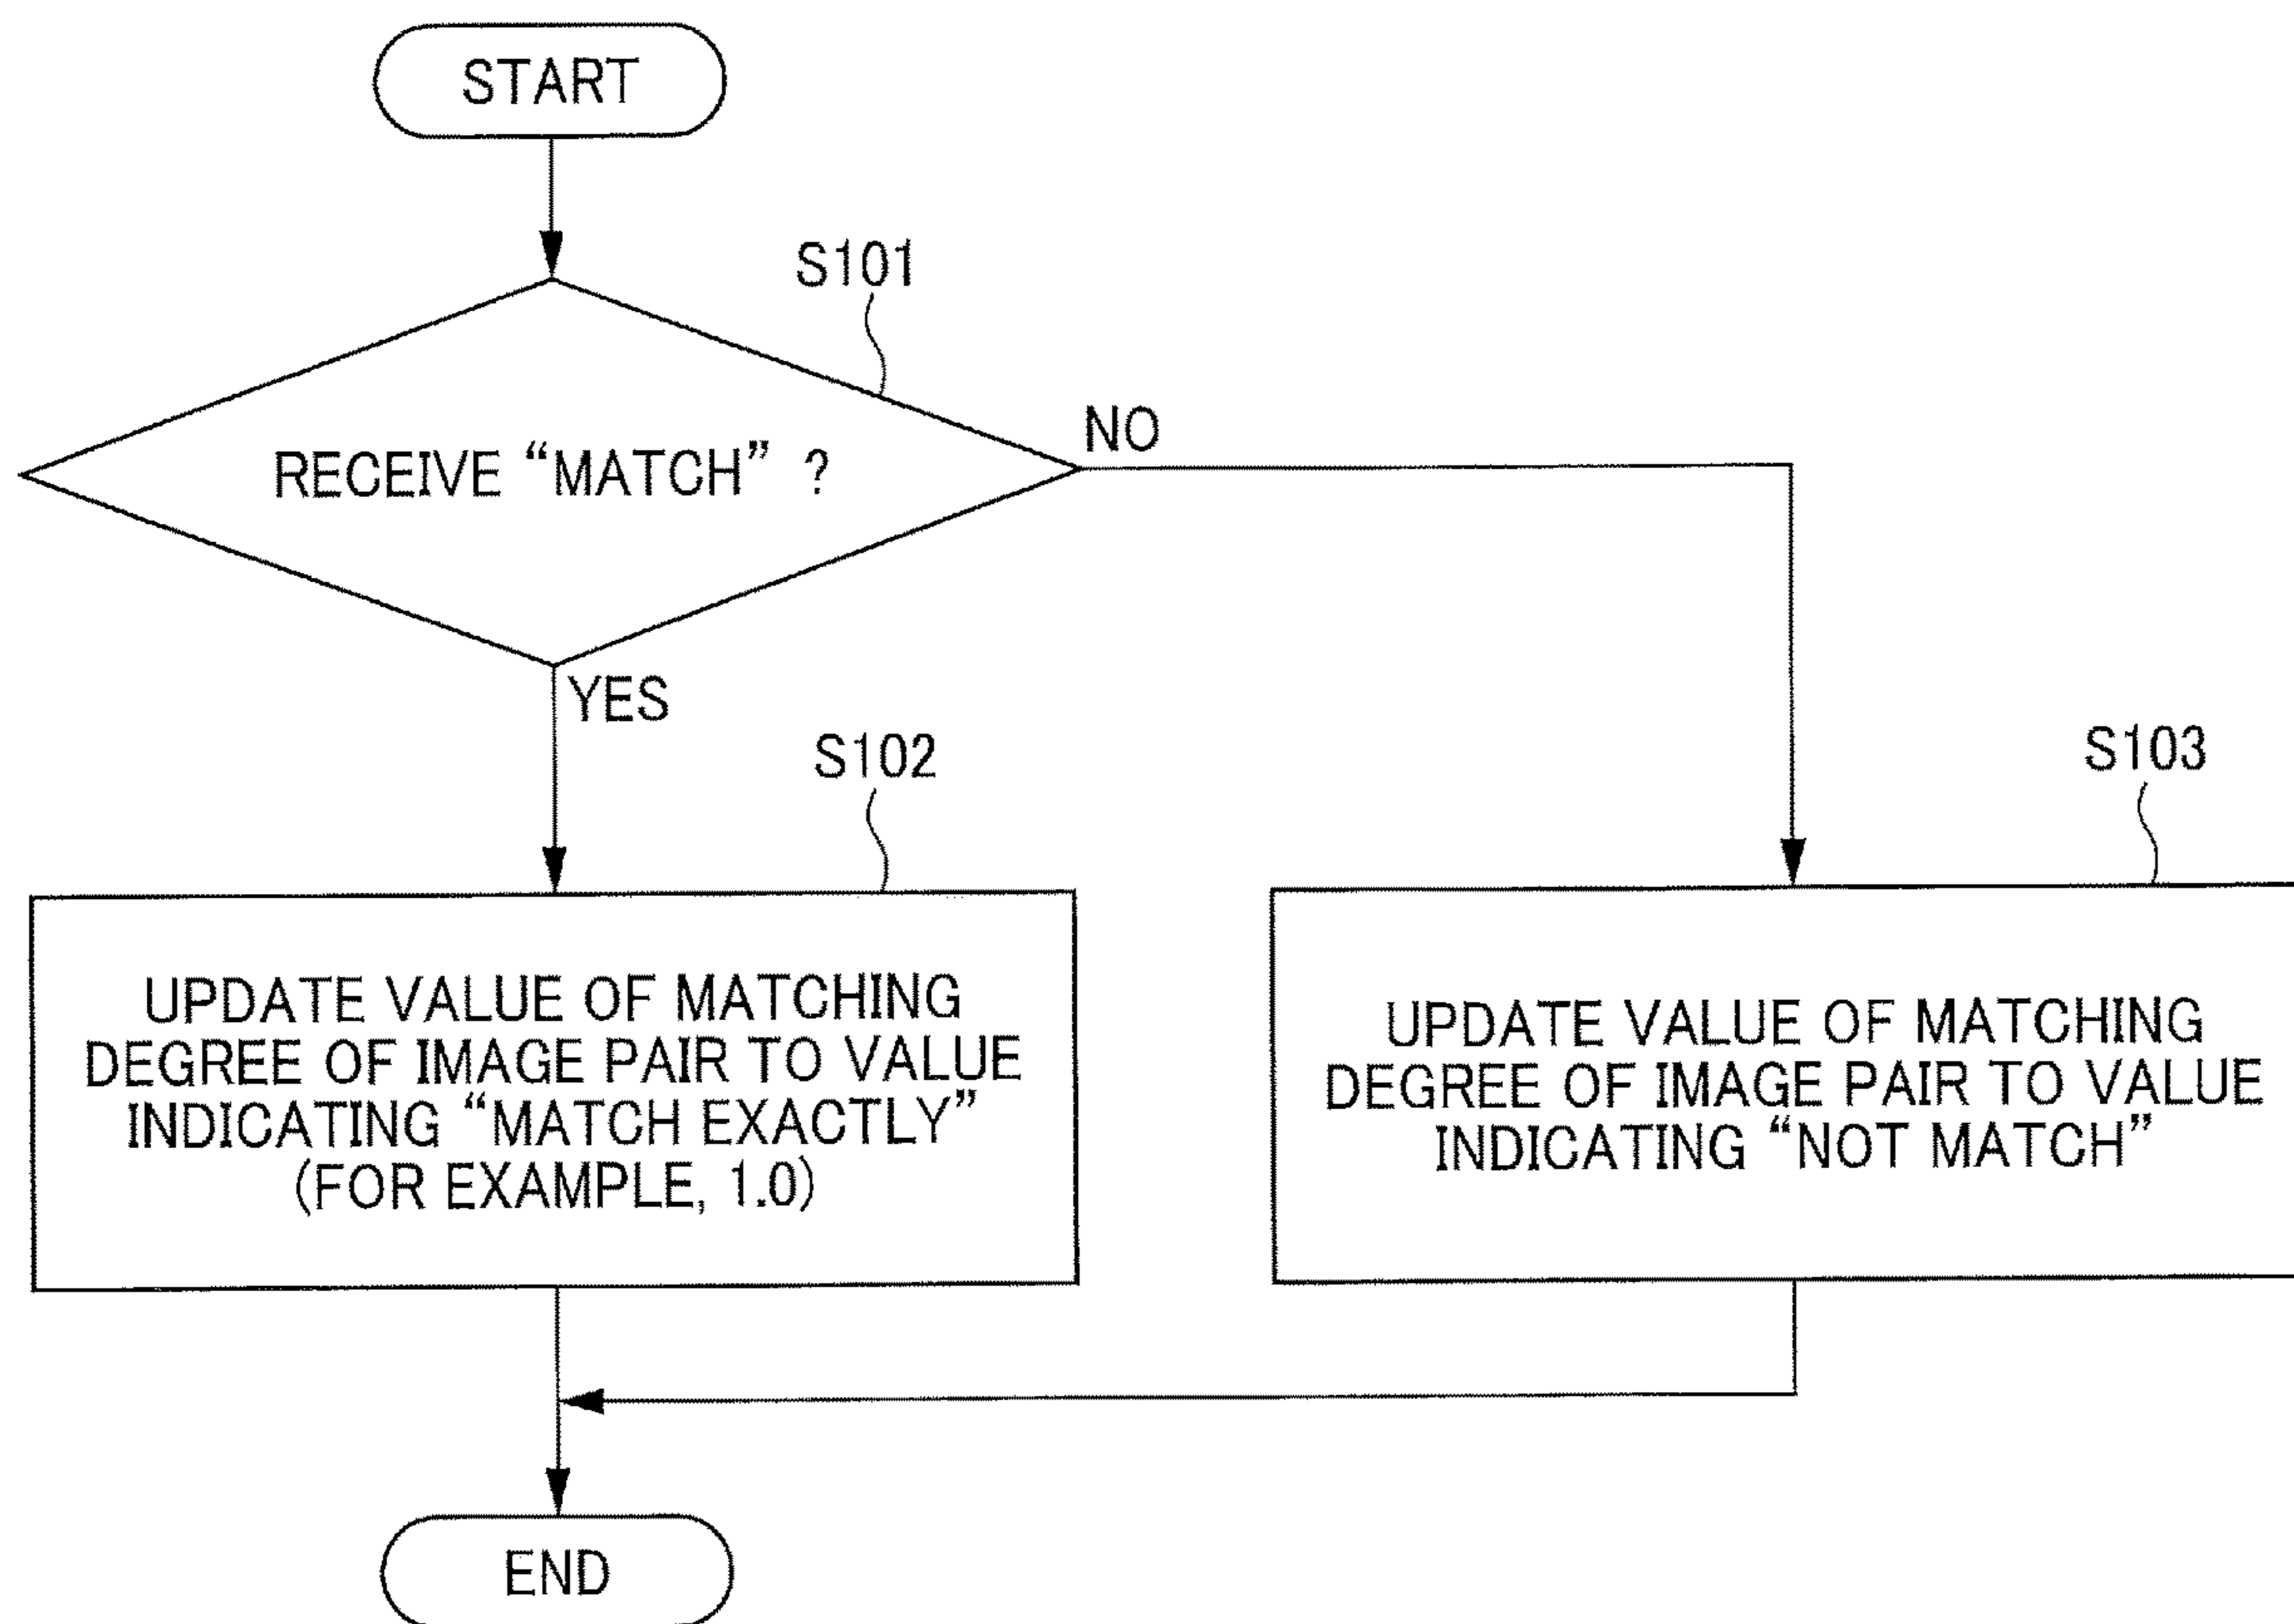 START
S101
RECEIVE “MATCH” ?
NO
YES
S102
S103
UPDATE VALUE OF MATCHING
DEGREE OF IMAGE PAIR TO VALUE
INDICATING “MATCH EXACTLY”
(FOR EXAMPLE, 1.0)
UPDATE VALUE OF MATCHING
DEGREE OF IMAGE PAIR TO VALUE
INDICATING “NOT MATCH”
END